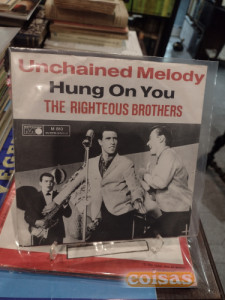 Unchained Melody
Hung On You
THE RIGHTEOUS BROTHERS
coisas